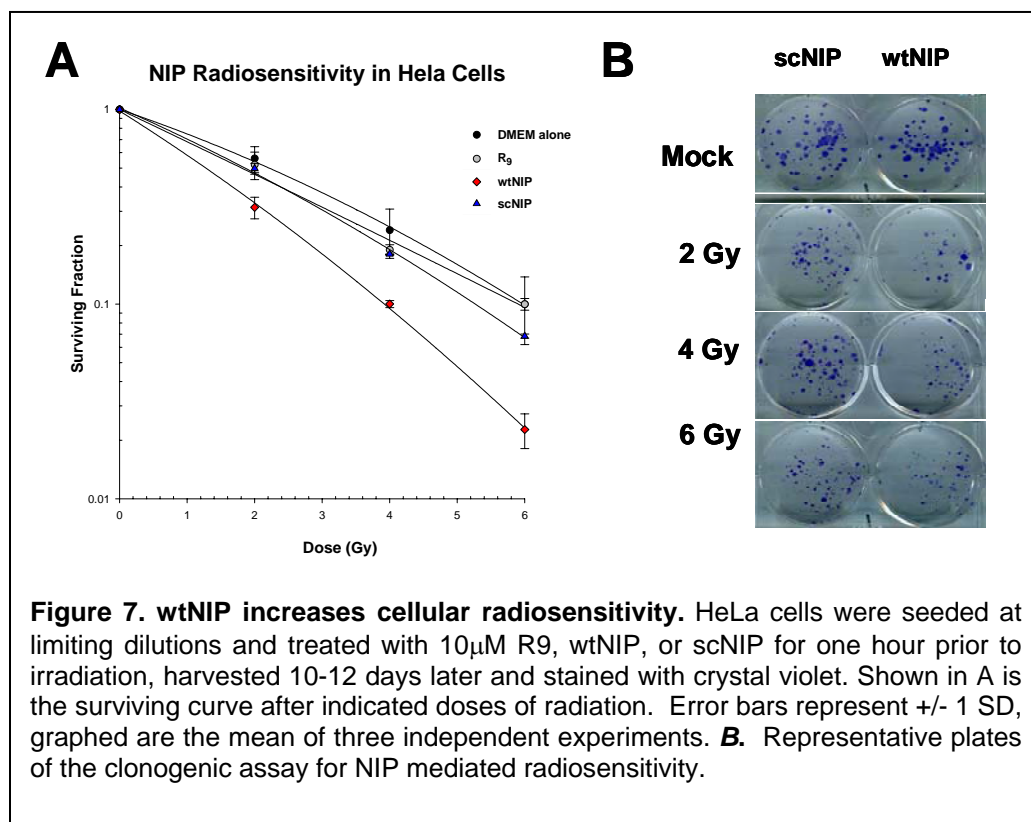 A
NIP Radiosensitivity in Hela Cells
1
0.1
0.01
Surviving Fraction
0
1
2
3
4
5
6
Dose (Gy)
DMEM alone
R9
wtNIP
scNIP
B
scNIP wtNIP
Mock
2 Gy
4 Gy
6 Gy
Figure 7. wtNIP increases cellular radiosensitivity. HeLa cells were seeded at
limiting dilutions and treated with 10μM R9, wtNIP, or scNIP for one hour prior to
irradiation, harvested 10-12 days later and stained with crystal violet. Shown in A is
the surviving curve after indicated doses of radiation. Error bars represent +/- 1 SD,
graphed are the mean of three independent experiments. B. Representative plates
of the clonogenic assay for NIP mediated radiosensitivity.